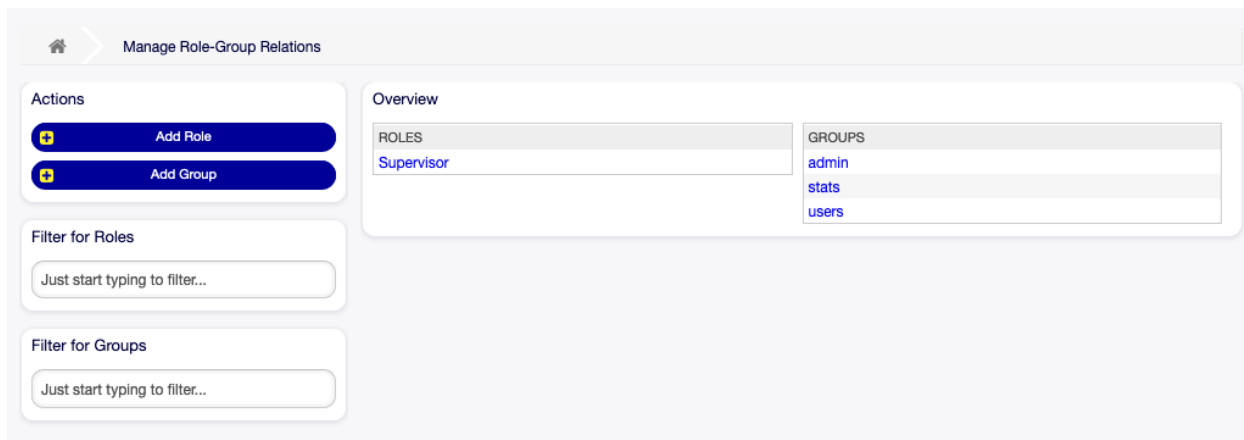 Manage Role-Group Relations
Actions
Add Role
Add Group
Filter for Roles
Just start typing to filter...
Filter for Groups
Just start typing to filter...
Overview
ROLES
Supervisor
GROUPS
admin
stats
users